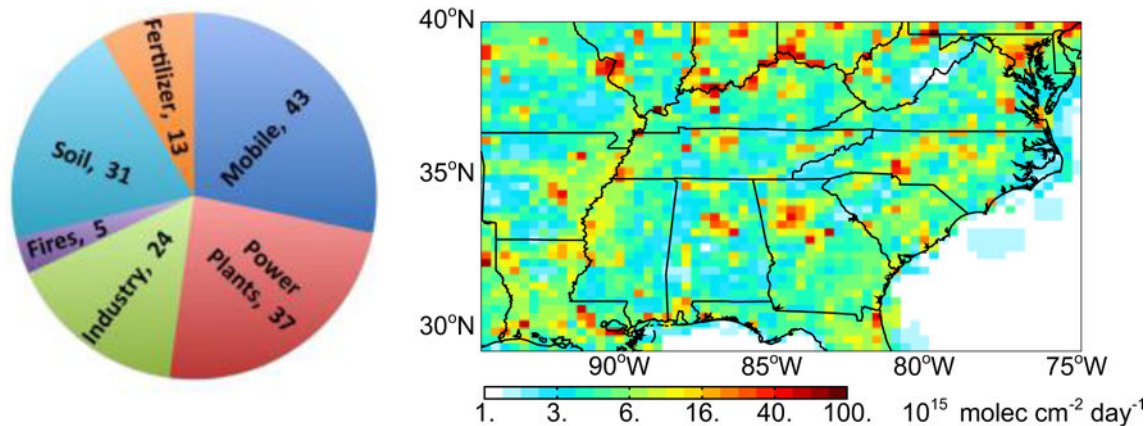 Fertilizer, 13
Mobile, 43
Soil, 31
Fires, 5
Industry, 24
Power
Plants, 37
40°N
35°N
30°N
90°W 85°W 80°W 75°W
1. 3. 6. 16. 40. 100. 10¹⁵ molec cm⁻² day⁻¹